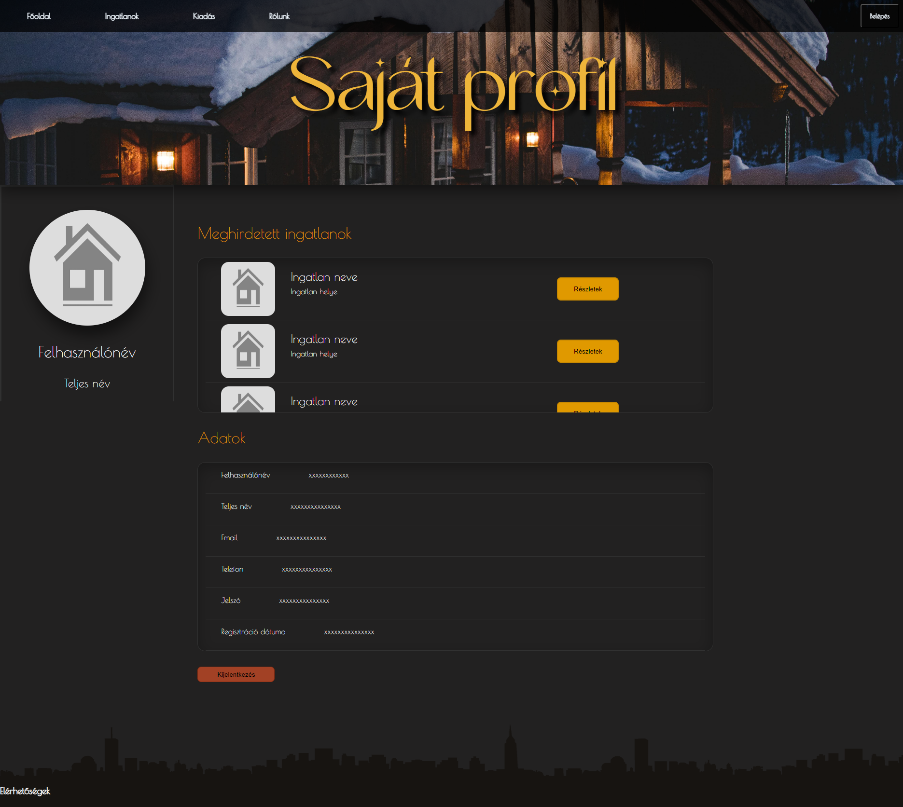 Főoldal Ingatlanok Kiadás Rólunk Belépés
Saját profil
Felhasználónév
Teljes név
Meghirdetett ingatlanok
Ingatlan neve
Ingatlan helye
Részletek
Ingatlan neve
Ingatlan helye
Részletek
Ingatlan neve
Részletek
Adatok
Felhasználónév xxxxxxxxxxxx
Teljes név xxxxxxxxxxxxxxx
Email xxxxxxxxxxxxxxx
Telefon xxxxxxxxxxxxxxx
Jelszó xxxxxxxxxxxxxxx
Regisztráció dátuma xxxxxxxxxxxxxxx
Kijelentkezés
Elérhetőségek